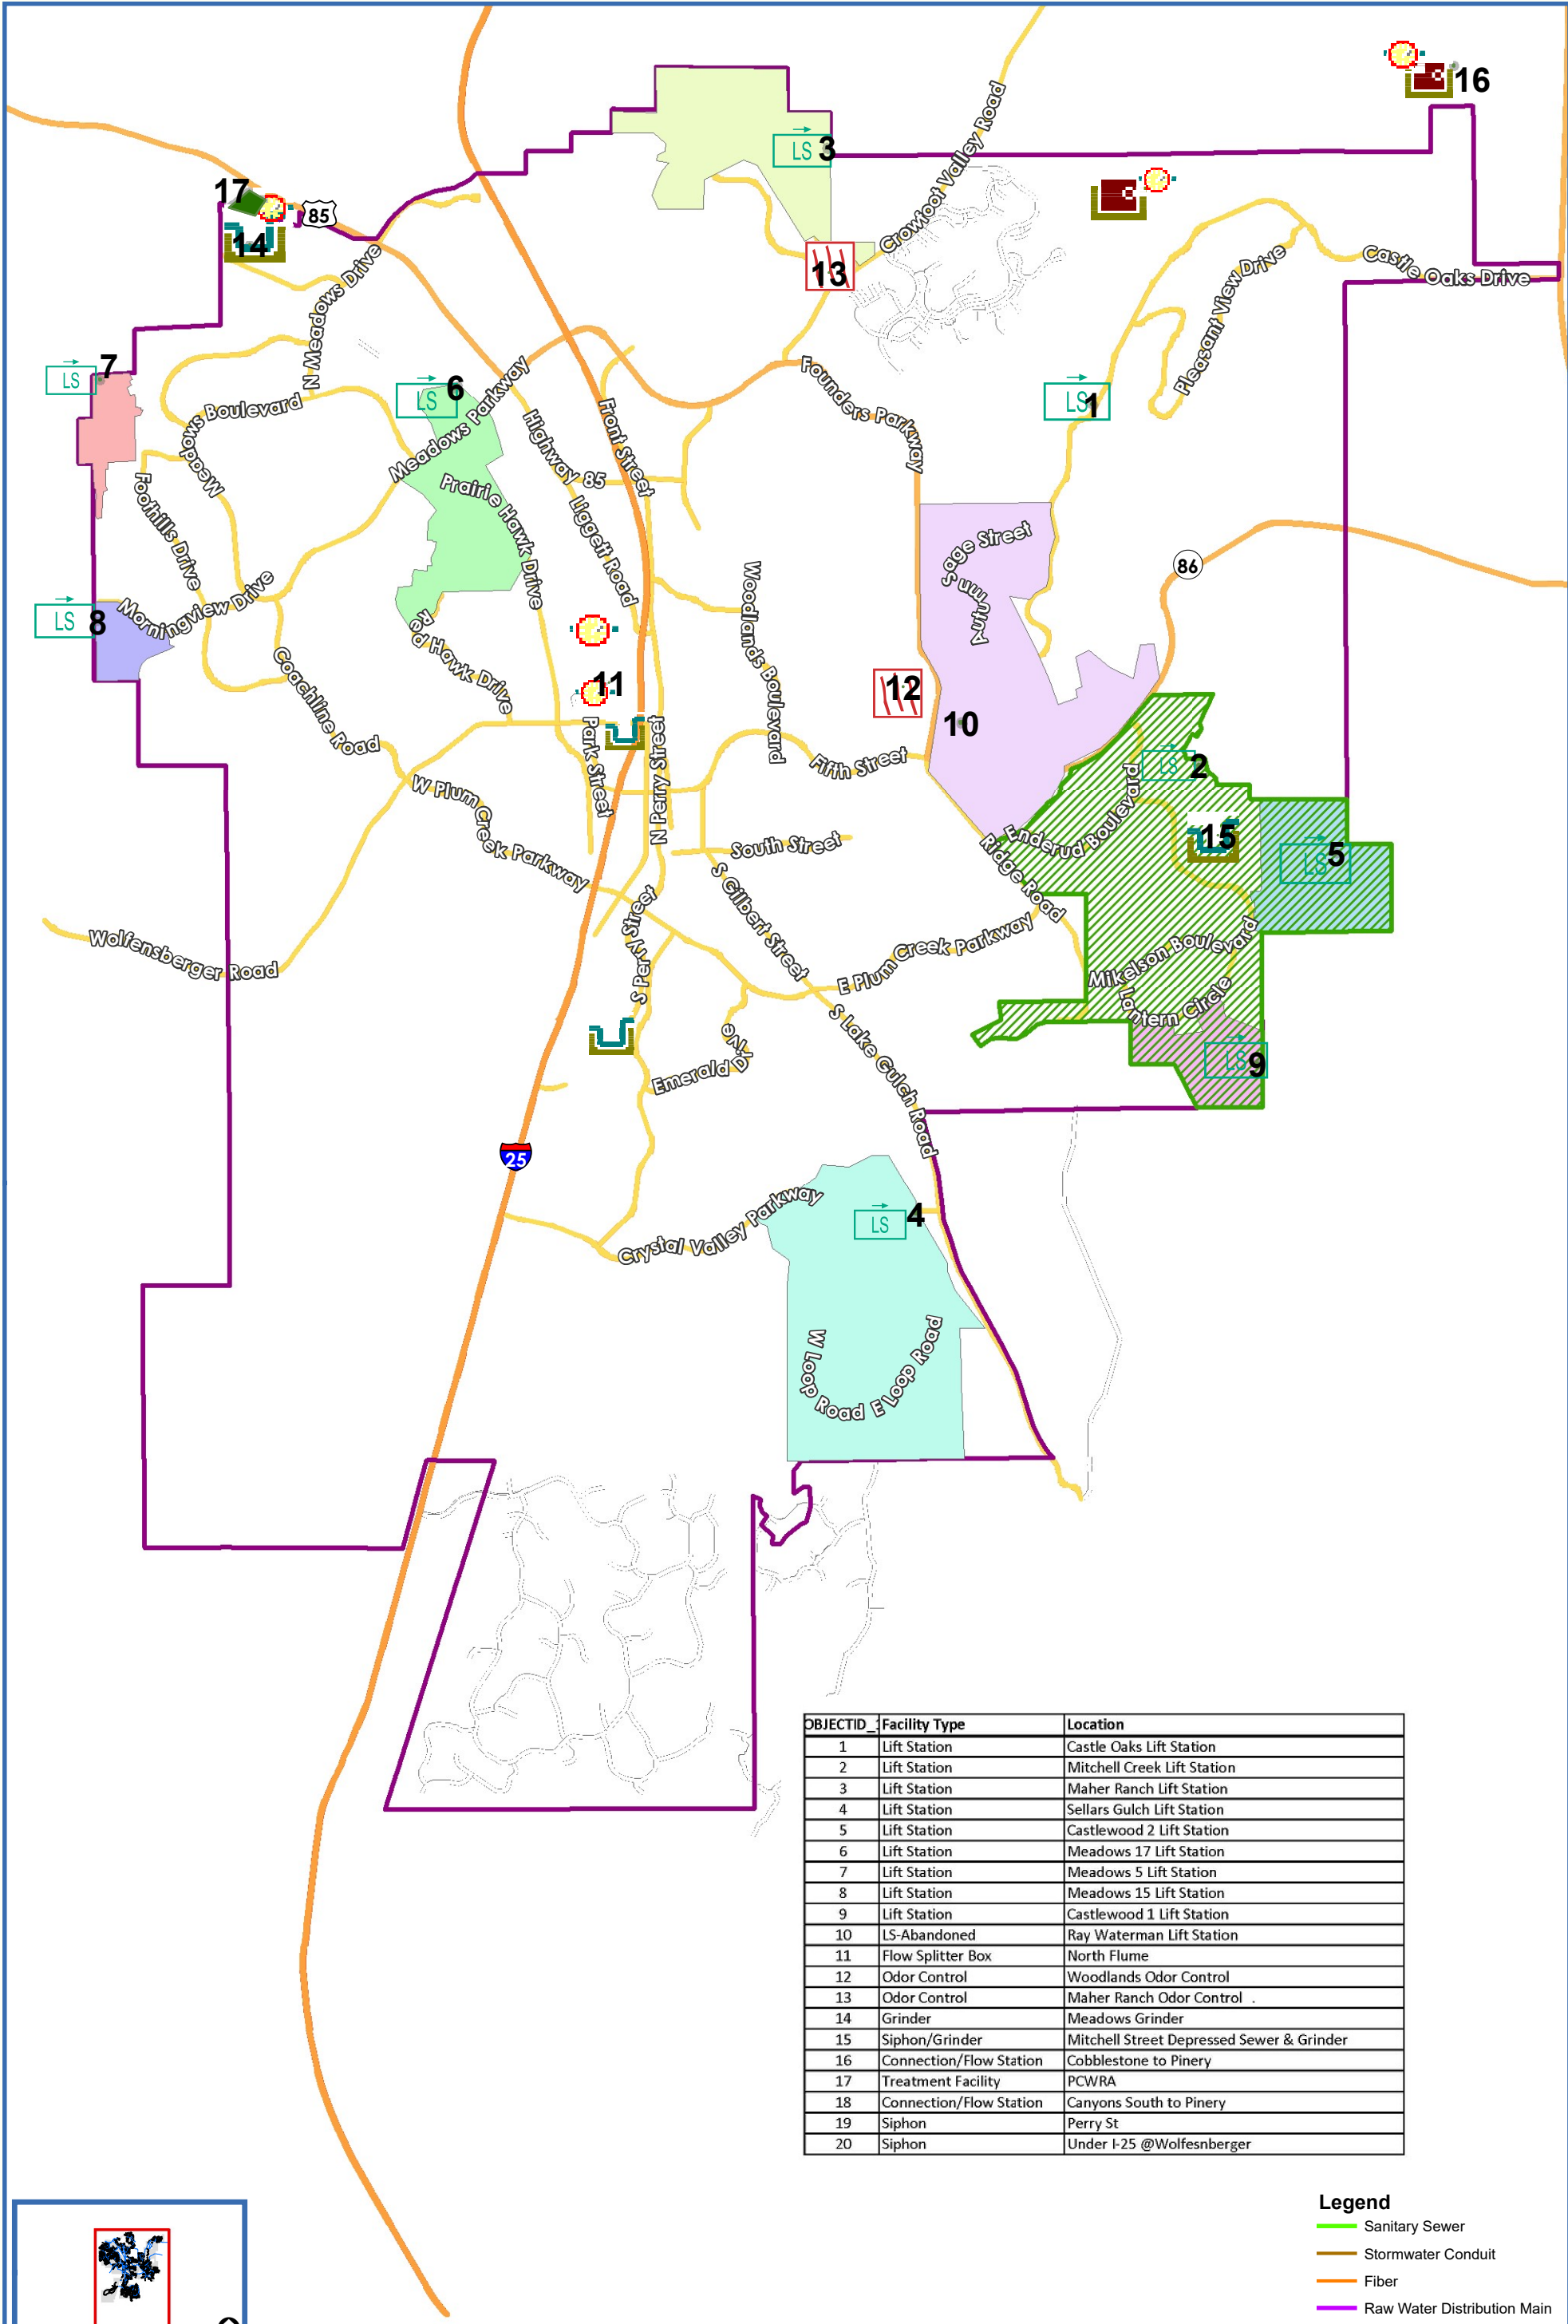 16
3
17
85
14
13
Crowfoot Valley Road
Castle Oaks Drive
Pleasant View Drive
N Meadows Drive
7
LS
LS
6
LS
LS
1
Meadows Boulevard
Meadows Parkway
Founders Parkway
Highway 85
Front Street
Prairie Hawk Drive
Liggett Road
Foothills Drive
Sage Street
Autumn
86
Woodlands Boulevard
LS
8
Morningview Drive
Red Hawk Drive
Coachline Road
11
12
10
Park Street
N Perry Street
Fifth Street
LS
2
W Plum Creek Parkway
South Street
Enderud Boulevard
15
LS
5
Ridge Road
S Gilbert Street
S Perry Street
E Plum Creek Parkway
Wolfensberger Road
Mikelson Boulevard
Lantern Circle
LS
9
Emerald Drive
S Lake Gulch Road
25
LS
4
Crystal Valley Parkway
W Loop Road
E Loop Road
OBJECTID_1 Facility Type Location
1 Lift Station Castle Oaks Lift Station
2 Lift Station Mitchell Creek Lift Station
3 Lift Station Maher Ranch Lift Station
4 Lift Station Sellars Gulch Lift Station
5 Lift Station Castlewood 2 Lift Station
6 Lift Station Meadows 17 Lift Station
7 Lift Station Meadows 5 Lift Station
8 Lift Station Meadows 15 Lift Station
9 Lift Station Castlewood 1 Lift Station
10 LS-Abandoned Ray Waterman Lift Station
11 Flow Splitter Box North Flume
12 Odor Control Woodlands Odor Control
13 Odor Control Maher Ranch Odor Control .
14 Grinder Meadows Grinder
15 Siphon/Grinder Mitchell Street Depressed Sewer & Grinder
16 Connection/Flow Station Cobblestone to Pinery
17 Treatment Facility PCWRA
18 Connection/Flow Station Canyons South to Pinery
19 Siphon Perry St
20 Siphon Under I-25 @Wolfesnberger
Legend
Sanitary Sewer
Stormwater Conduit
Fiber
Raw Water Distribution Main